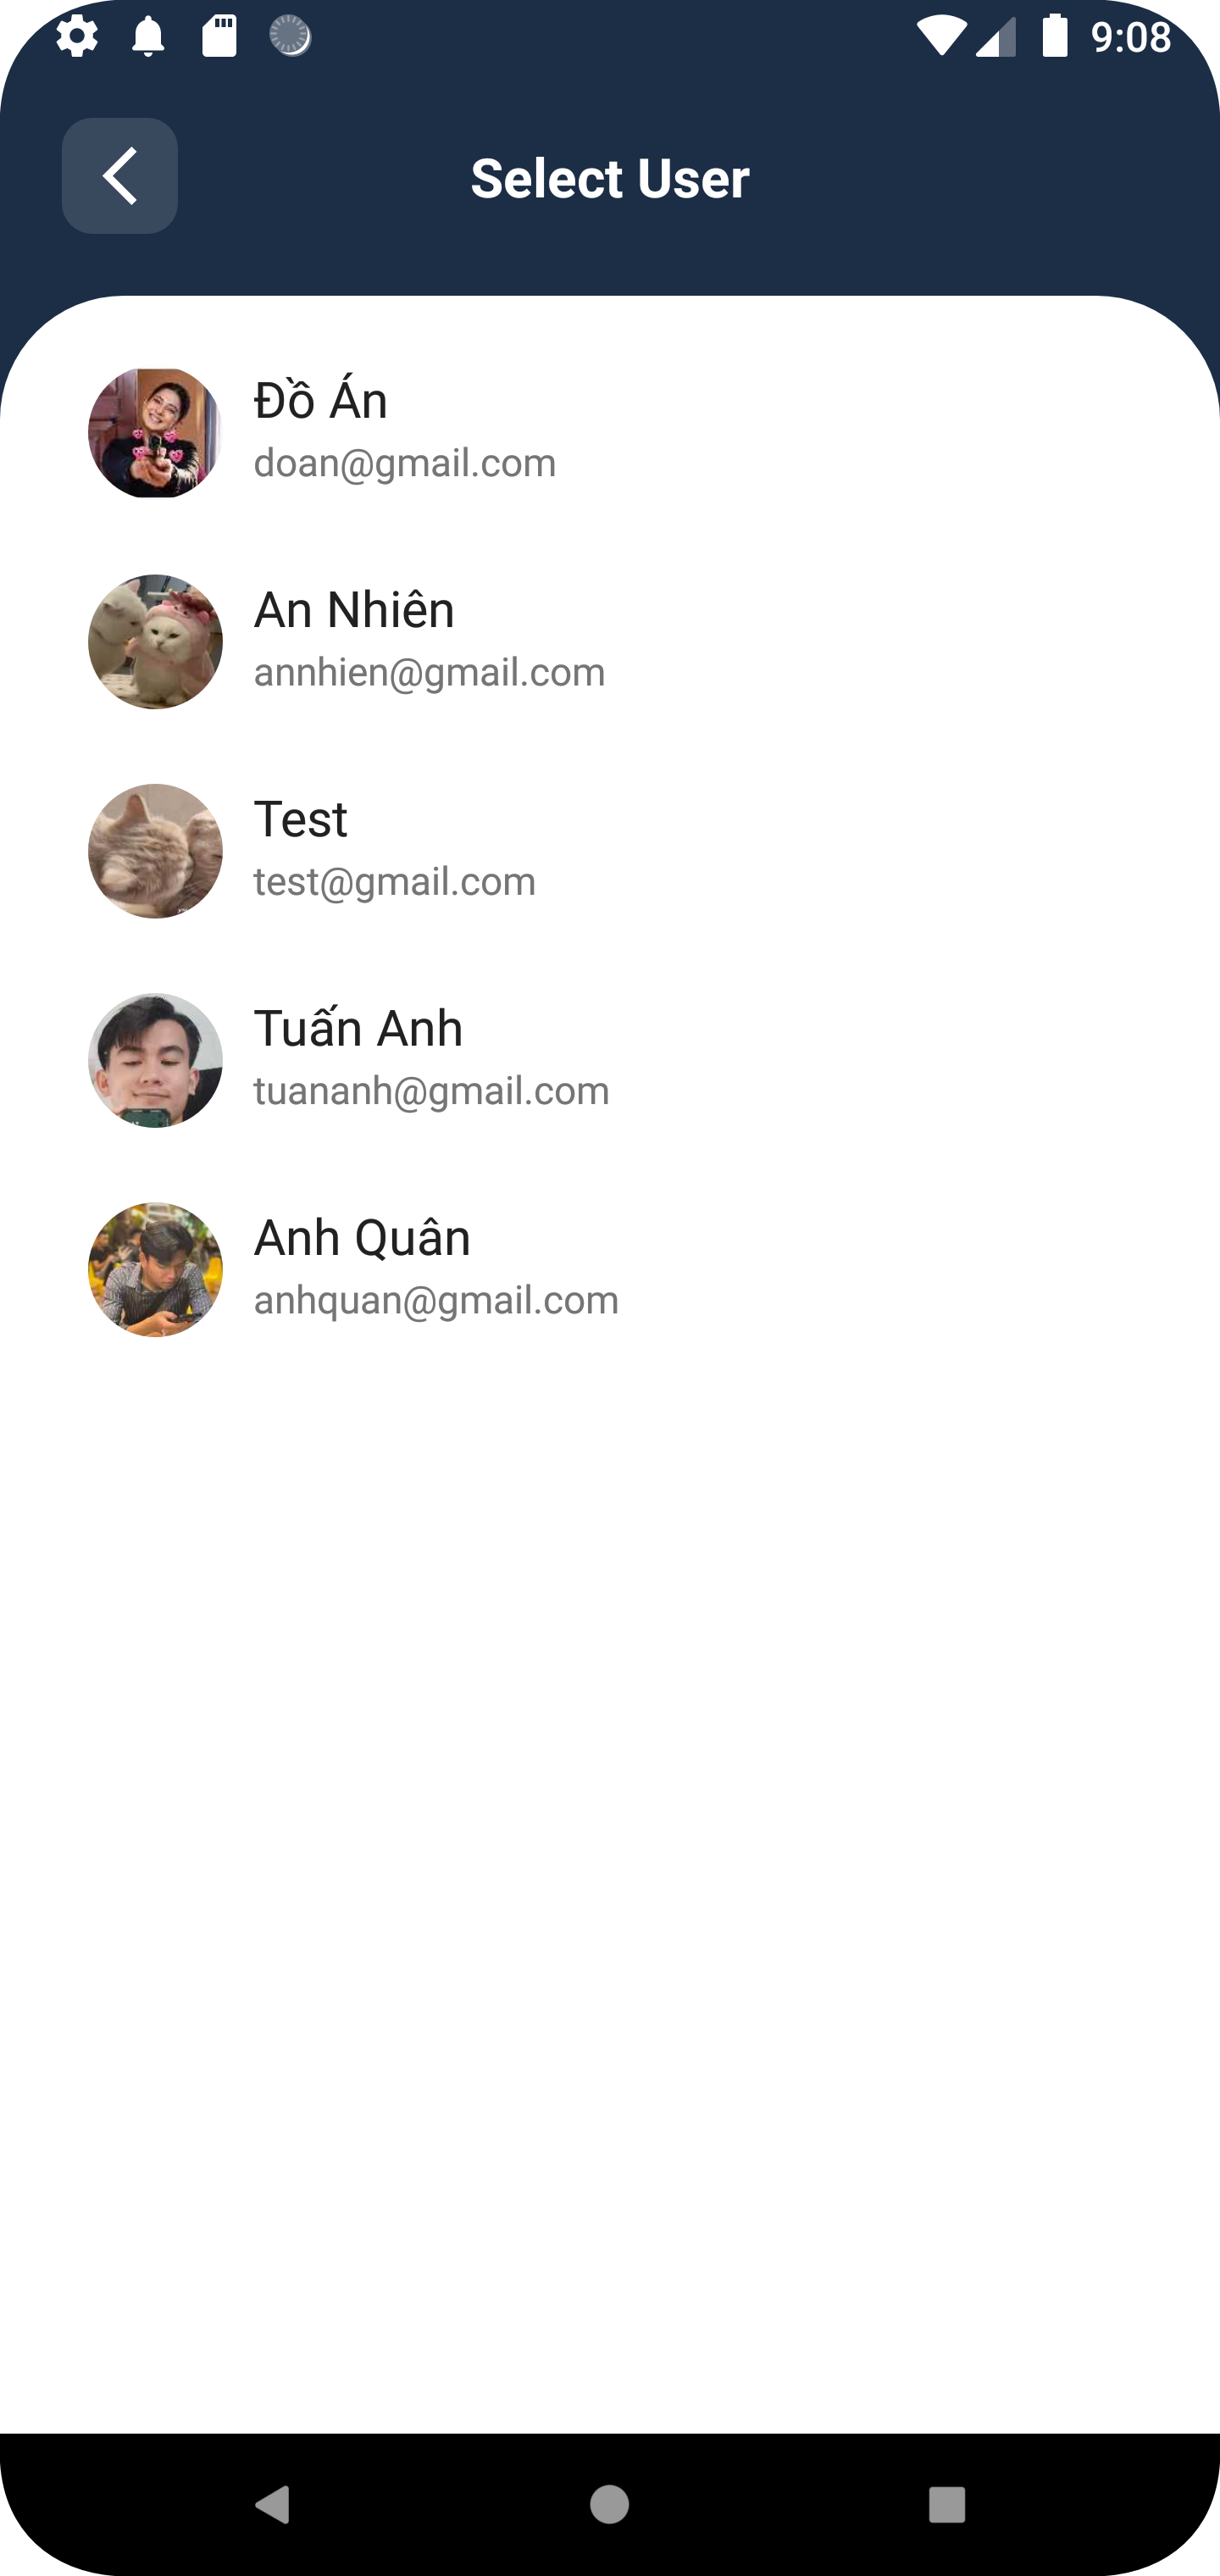 9:08
Select User
Đồ Án
doan@gmail.com
An Nhiên
annhien@gmail.com
Test
test@gmail.com
Tuấn Anh
tuananh@gmail.com
Anh Quân
anhquan@gmail.com